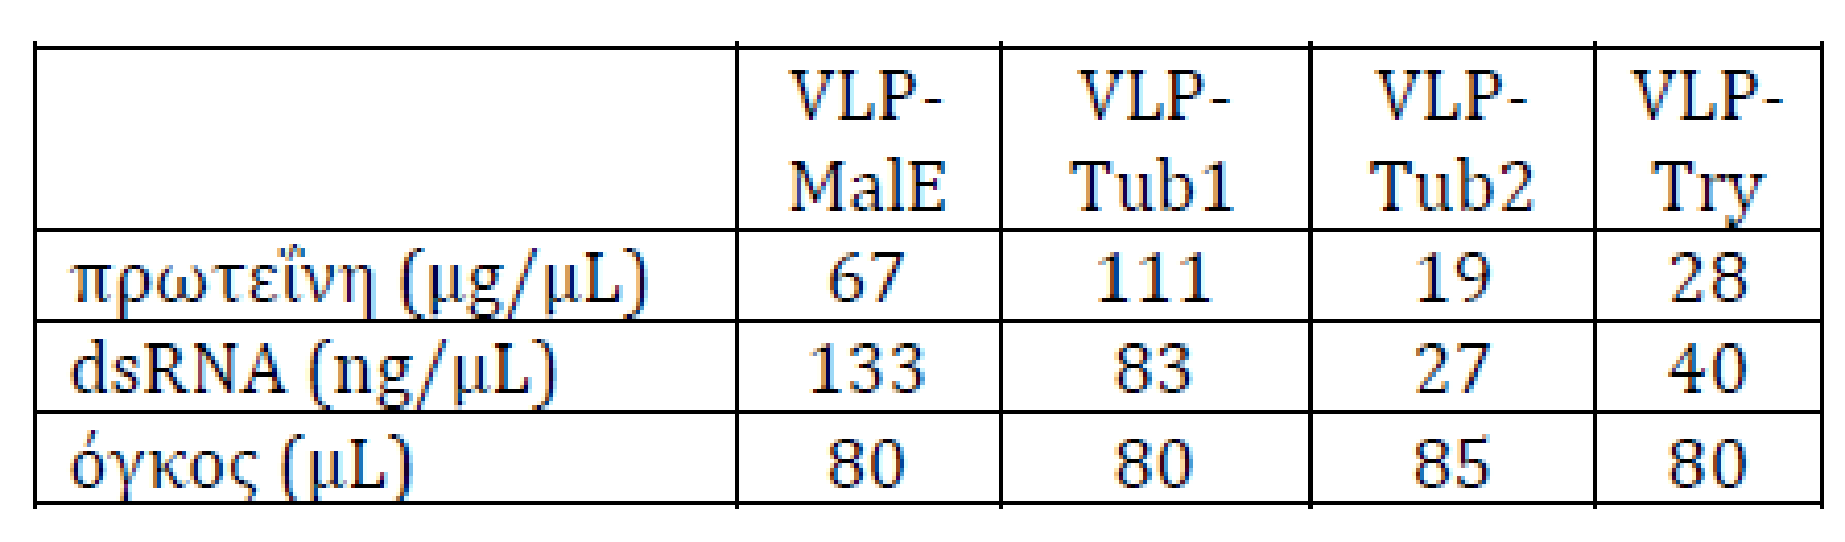 VLP- VLP- VLP- VLP-
MalE Tub1 Tub2 Try
πρωτεΐνη (μg/μL) 67 111 19 28
dsRNA (ng/μL) 133 83 27 40
όγκος (μL) 80 80 85 80